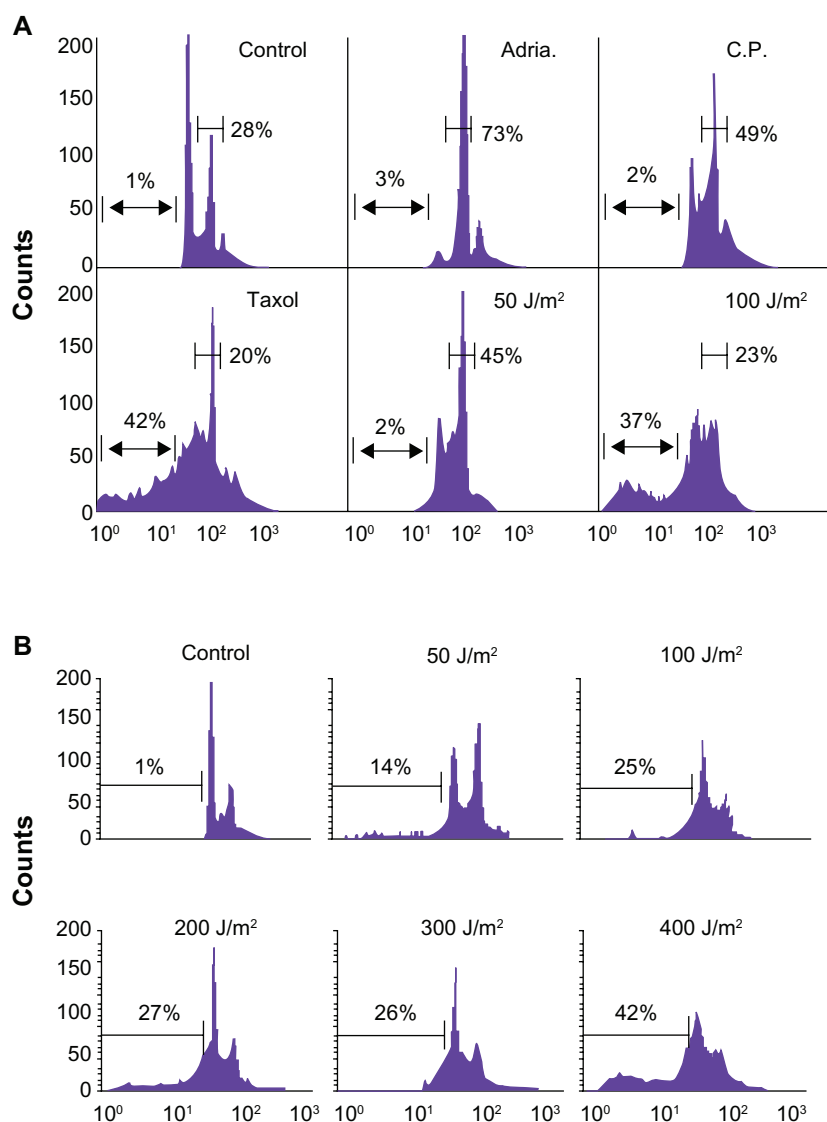 A
Counts
Control
Adria.
C.P.
200
150
100
50
0
28%
1%
73%
3%
49%
2%
Taxol
50 J/m²
100 J/m²
200
150
100
50
0
20%
42%
45%
2%
23%
37%
10⁰ 10¹ 10² 10³
10⁰ 10¹ 10² 10³
10⁰ 10¹ 10² 10³
B
Counts
Control
50 J/m²
100 J/m²
200
150
100
50
0
1%
14%
25%
200 J/m²
300 J/m²
400 J/m²
200
150
100
50
0
27%
26%
42%
10⁰ 10¹ 10² 10³
10⁰ 10¹ 10² 10³
10⁰ 10¹ 10² 10³